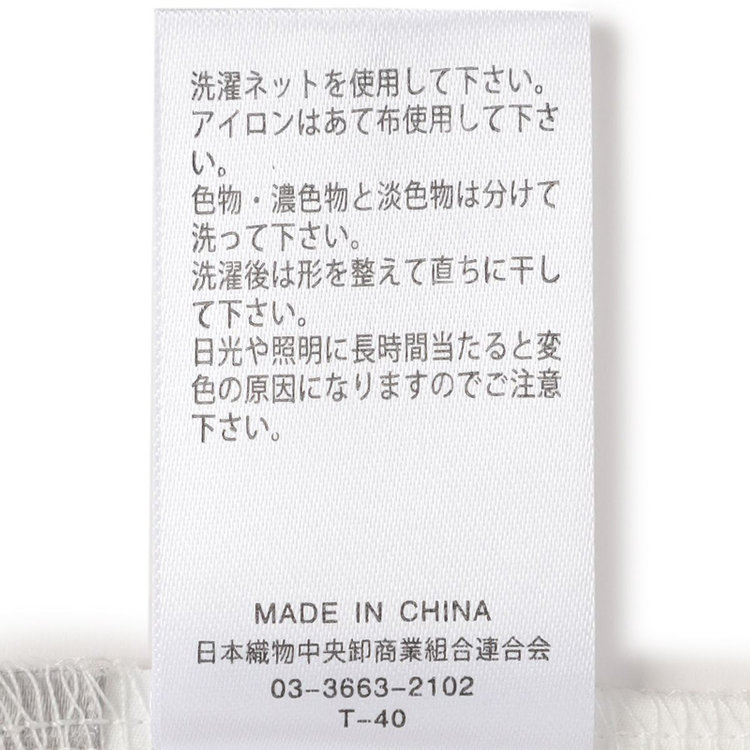 洗濯ネットを使用して下さい。
アイロンはあて布使用して下さ
い。
色物・濃色物と淡色物は分けて
洗って下さい。
洗濯後は形を整えて直ちに干し
て下さい。
日光や照明に長時間当たると変
色の原因になりますのでご注意
下さい。
MADE IN CHINA
日本織物中央卸商業組合連合会
03-3663-2102
T-40